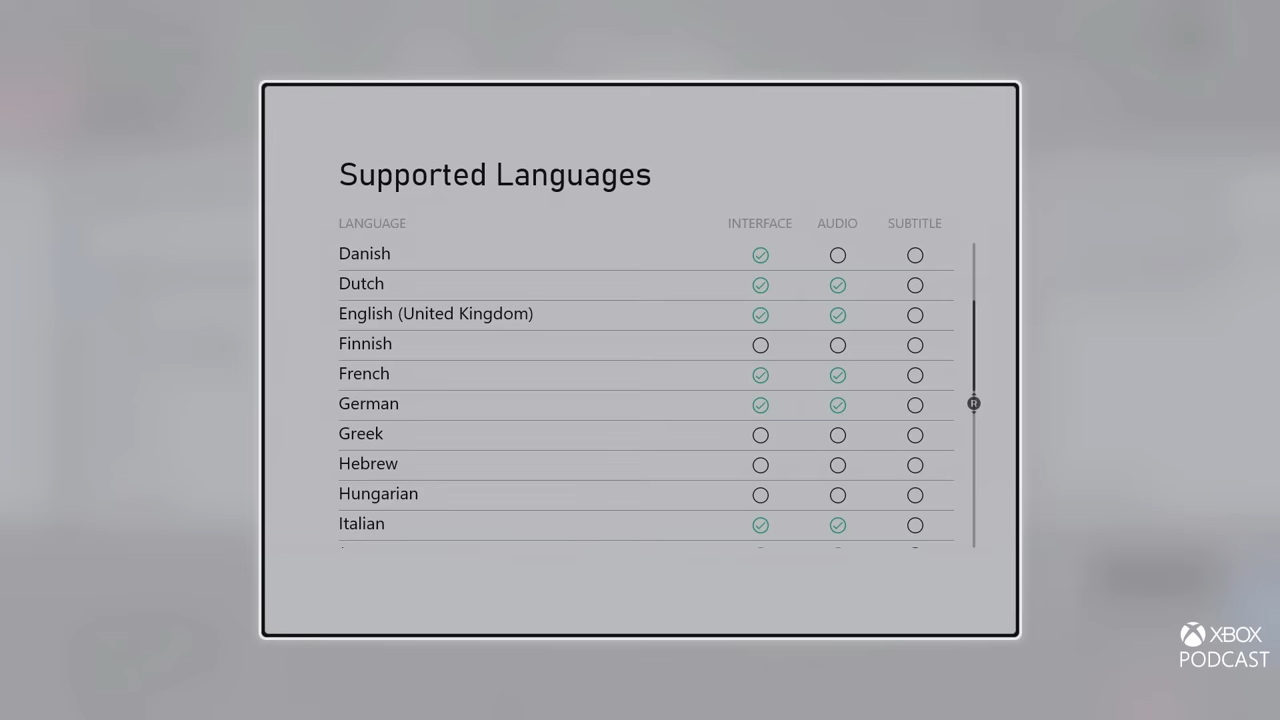 Supported Languages
LANGUAGE INTERFACE AUDIO SUBTITLE
Danish
Dutch
English (United Kingdom)
Finnish
French
German
Greek
Hebrew
Hungarian
Italian
R
XBOX
PODCAST